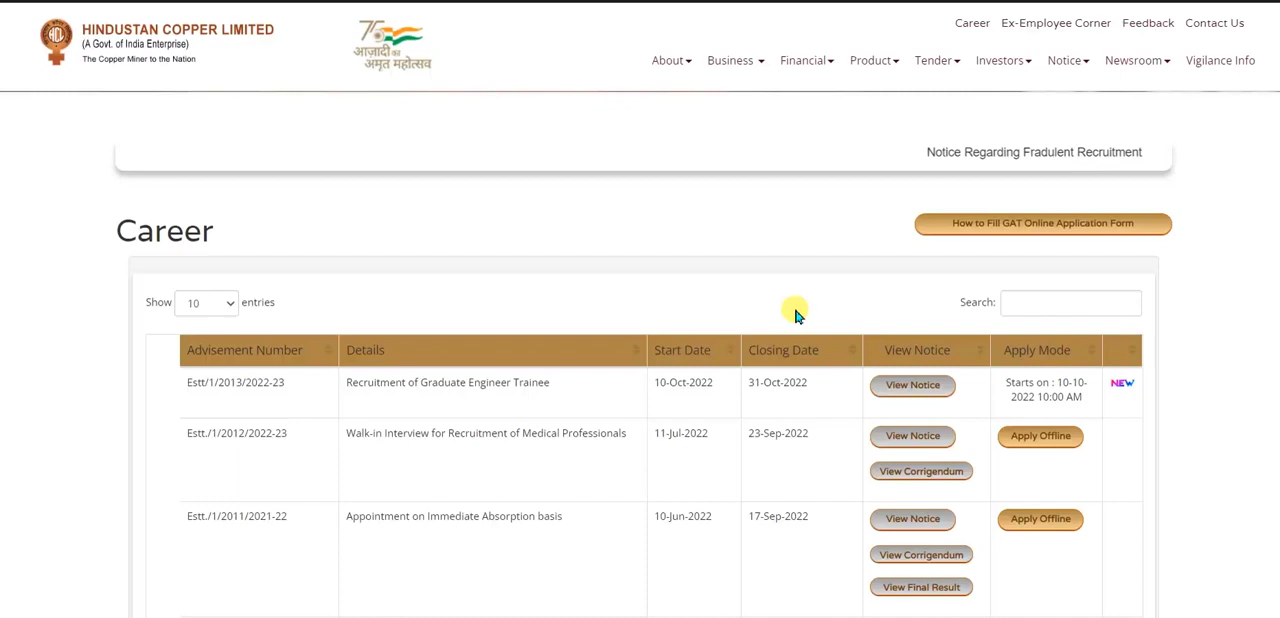 HINDUSTAN COPPER LIMITED
(A Govt. of India Enterprise)
The Copper Miner to the Nation
HCL
75
आज़ादी का
अमृत महोत्सव
Career Ex-Employee Corner Feedback Contact Us
About Business Financial Product Tender Investors Notice Newsroom Vigilance Info
Notice Regarding Fradulent Recruitment
Career
How to Fill GAT Online Application Form
Show 10 entries
Search:
Advisement Number Details Start Date Closing Date View Notice Apply Mode
Estt/1/2013/2022-23 Recruitment of Graduate Engineer Trainee 10-Oct-2022 31-Oct-2022 View Notice Starts on : 10-10-
2022 10:00 AM NEW
Estt./1/2012/2022-23 Walk-in Interview for Recruitment of Medical Professionals 11-Jul-2022 23-Sep-2022 View Notice Apply Offline
View Corrigendum
Estt./1/2011/2021-22 Appointment on Immediate Absorption basis 10-Jun-2022 17-Sep-2022 View Notice Apply Offline
View Corrigendum
View Final Result